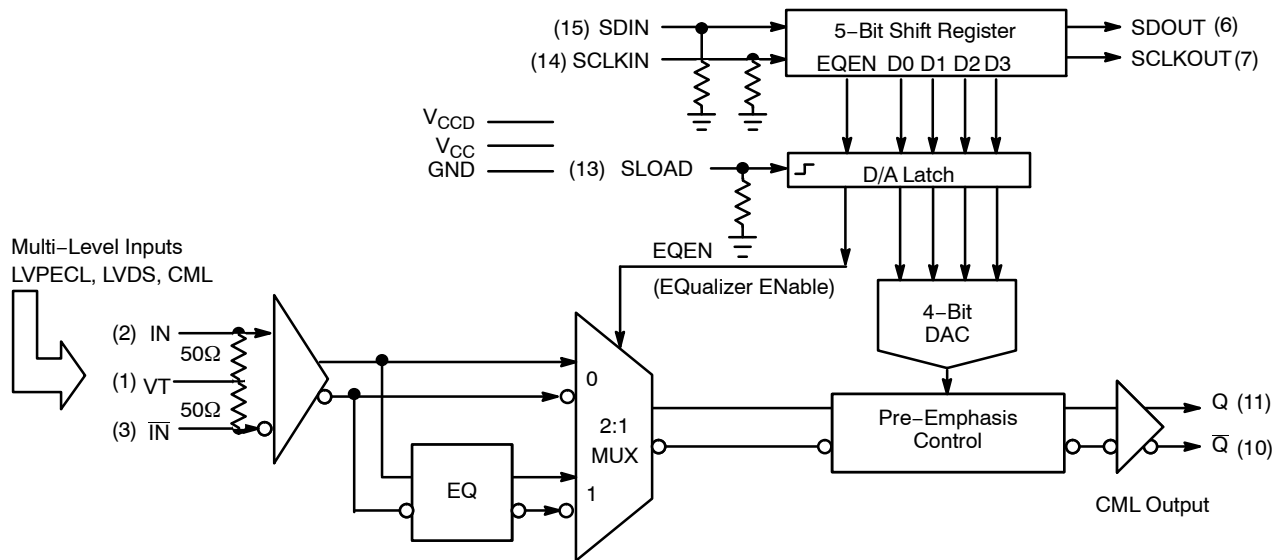 (15) SDIN
5−Bit Shift Register
SDOUT (6)
(14) SCLKIN
SCLKOUT (7)
EQEN D0 D1 D2 D3
VCCD
VCC
GND
(13) SLOAD
D/A Latch
Multi−Level Inputs
LVPECL, LVDS, CML
EQEN
(EQualizer ENable)
4−Bit
DAC
(2) IN
50Ω
(1) VT
50Ω
(3) IN
0
2:1
MUX
1
EQ
Pre−Emphasis
Control
Q (11)
Q (10)
CML Output